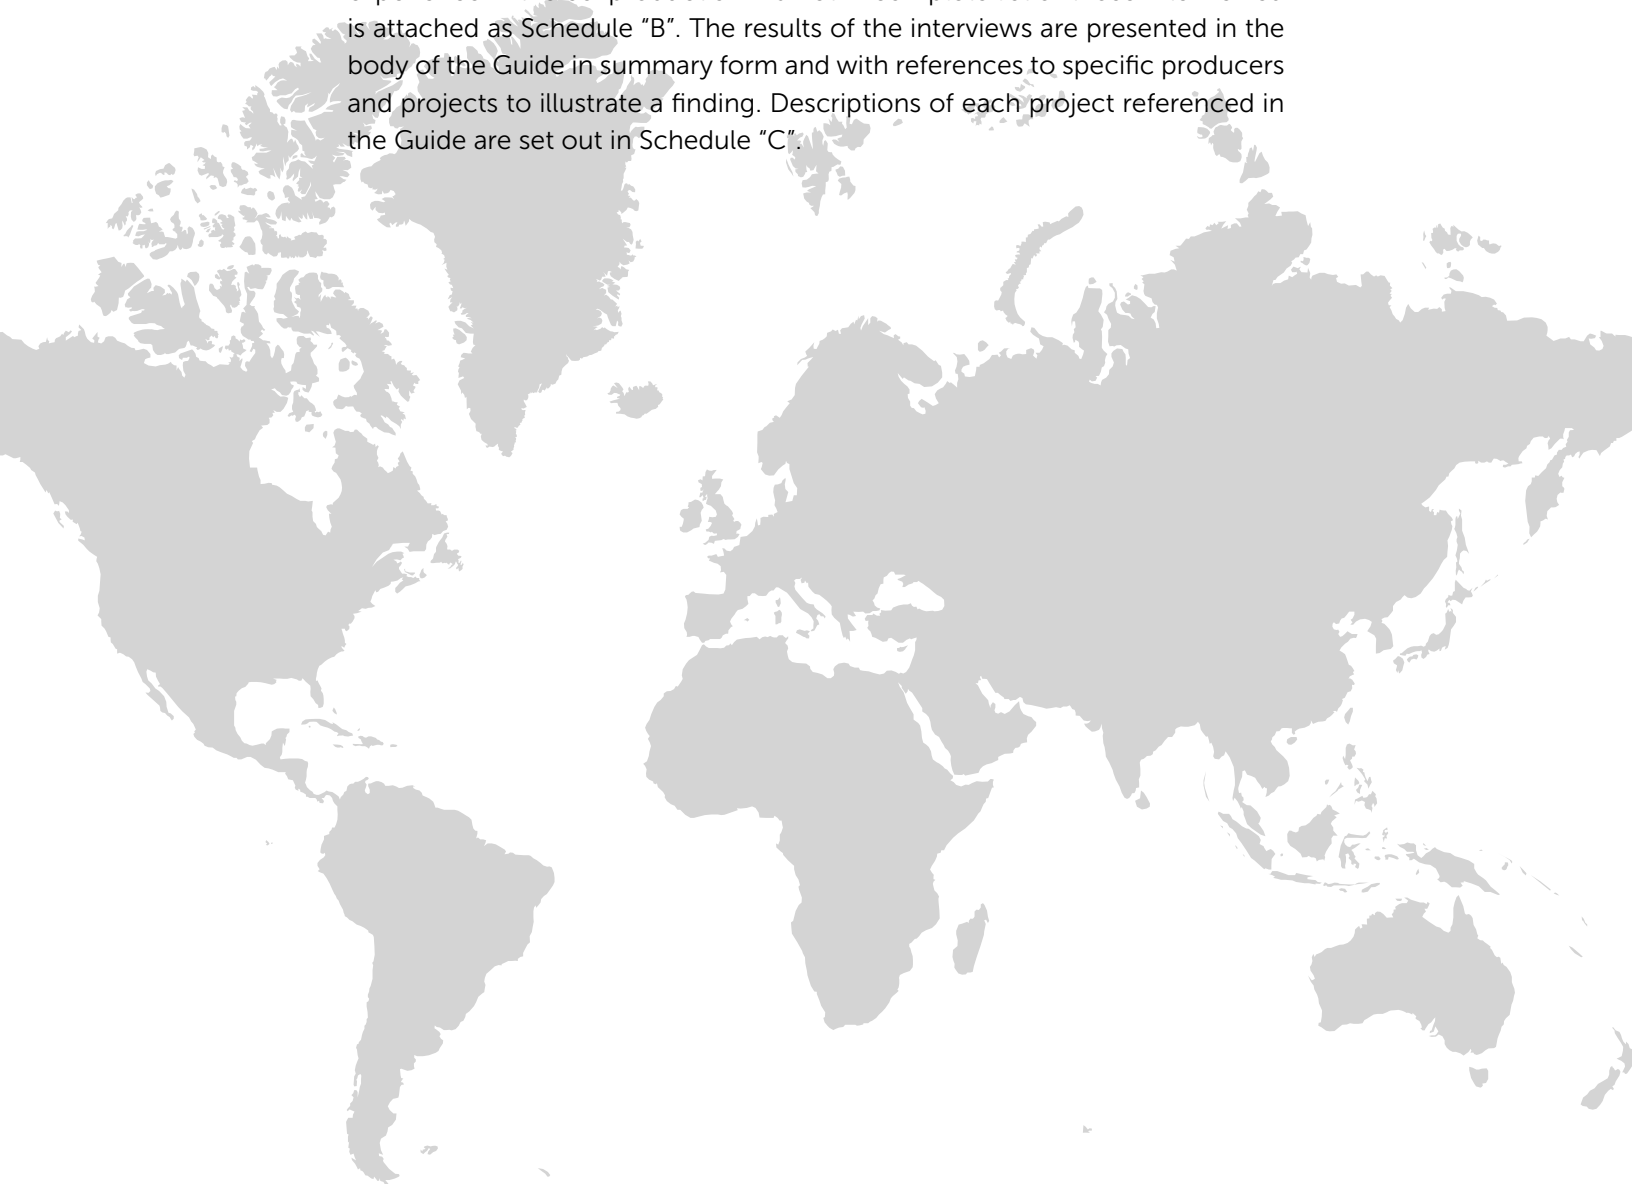 is attached as Schedule “B”. The results of the interviews are presented in the
body of the Guide in summary form and with references to specific producers
and projects to illustrate a finding. Descriptions of each project referenced in
the Guide are set out in Schedule “C”.